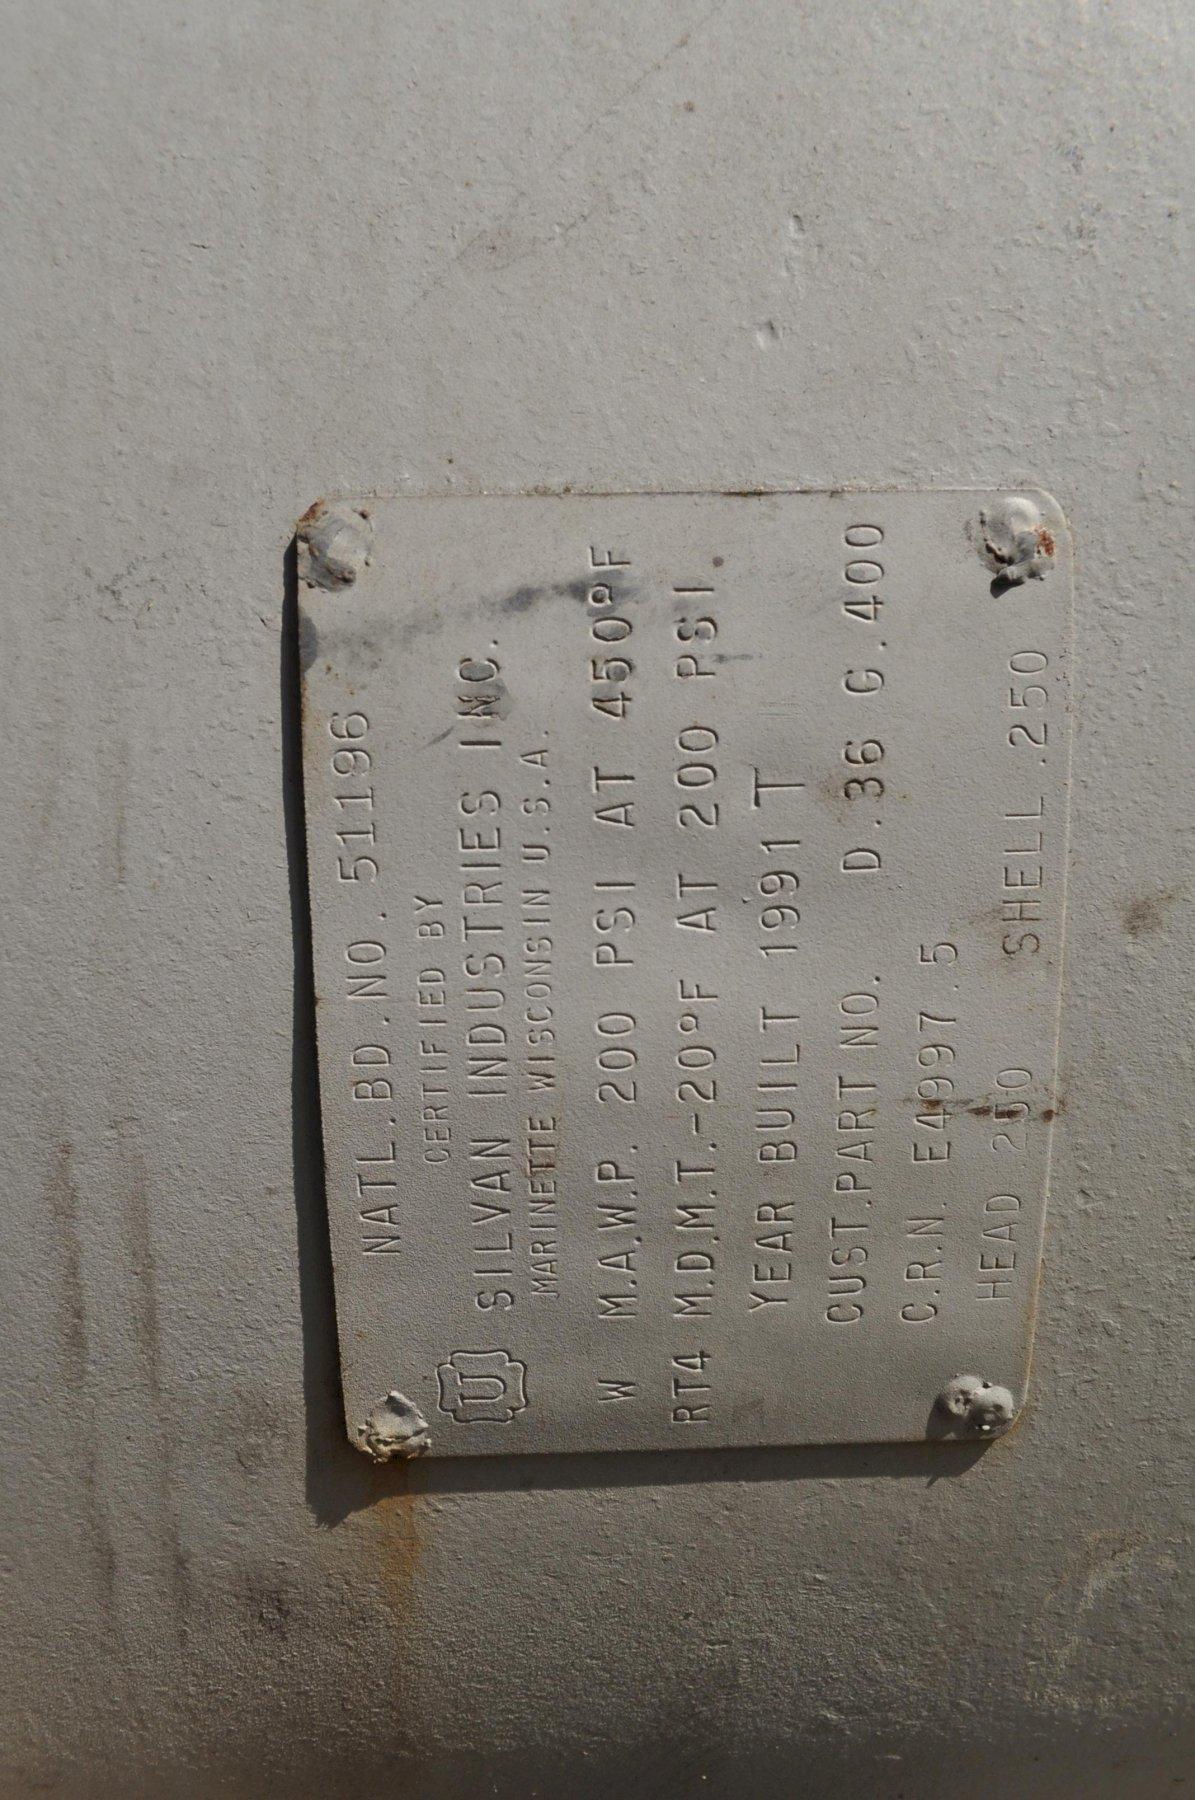 NATL.BD.NO. 51196
CERTIFIED BY
U SILVAN INDUSTRIES INC.
MARINETTE WISCONSIN U.S.A.
W M.A.W.P. 200 PSI AT 450°F
RT4 M.D.M.T.-20°F AT 200 PSI.
YEAR BUILT 1991 T
CUST.PART NO. D.36 G.400
C.R.N. E4997.5
HEAD 250 SHELL .250